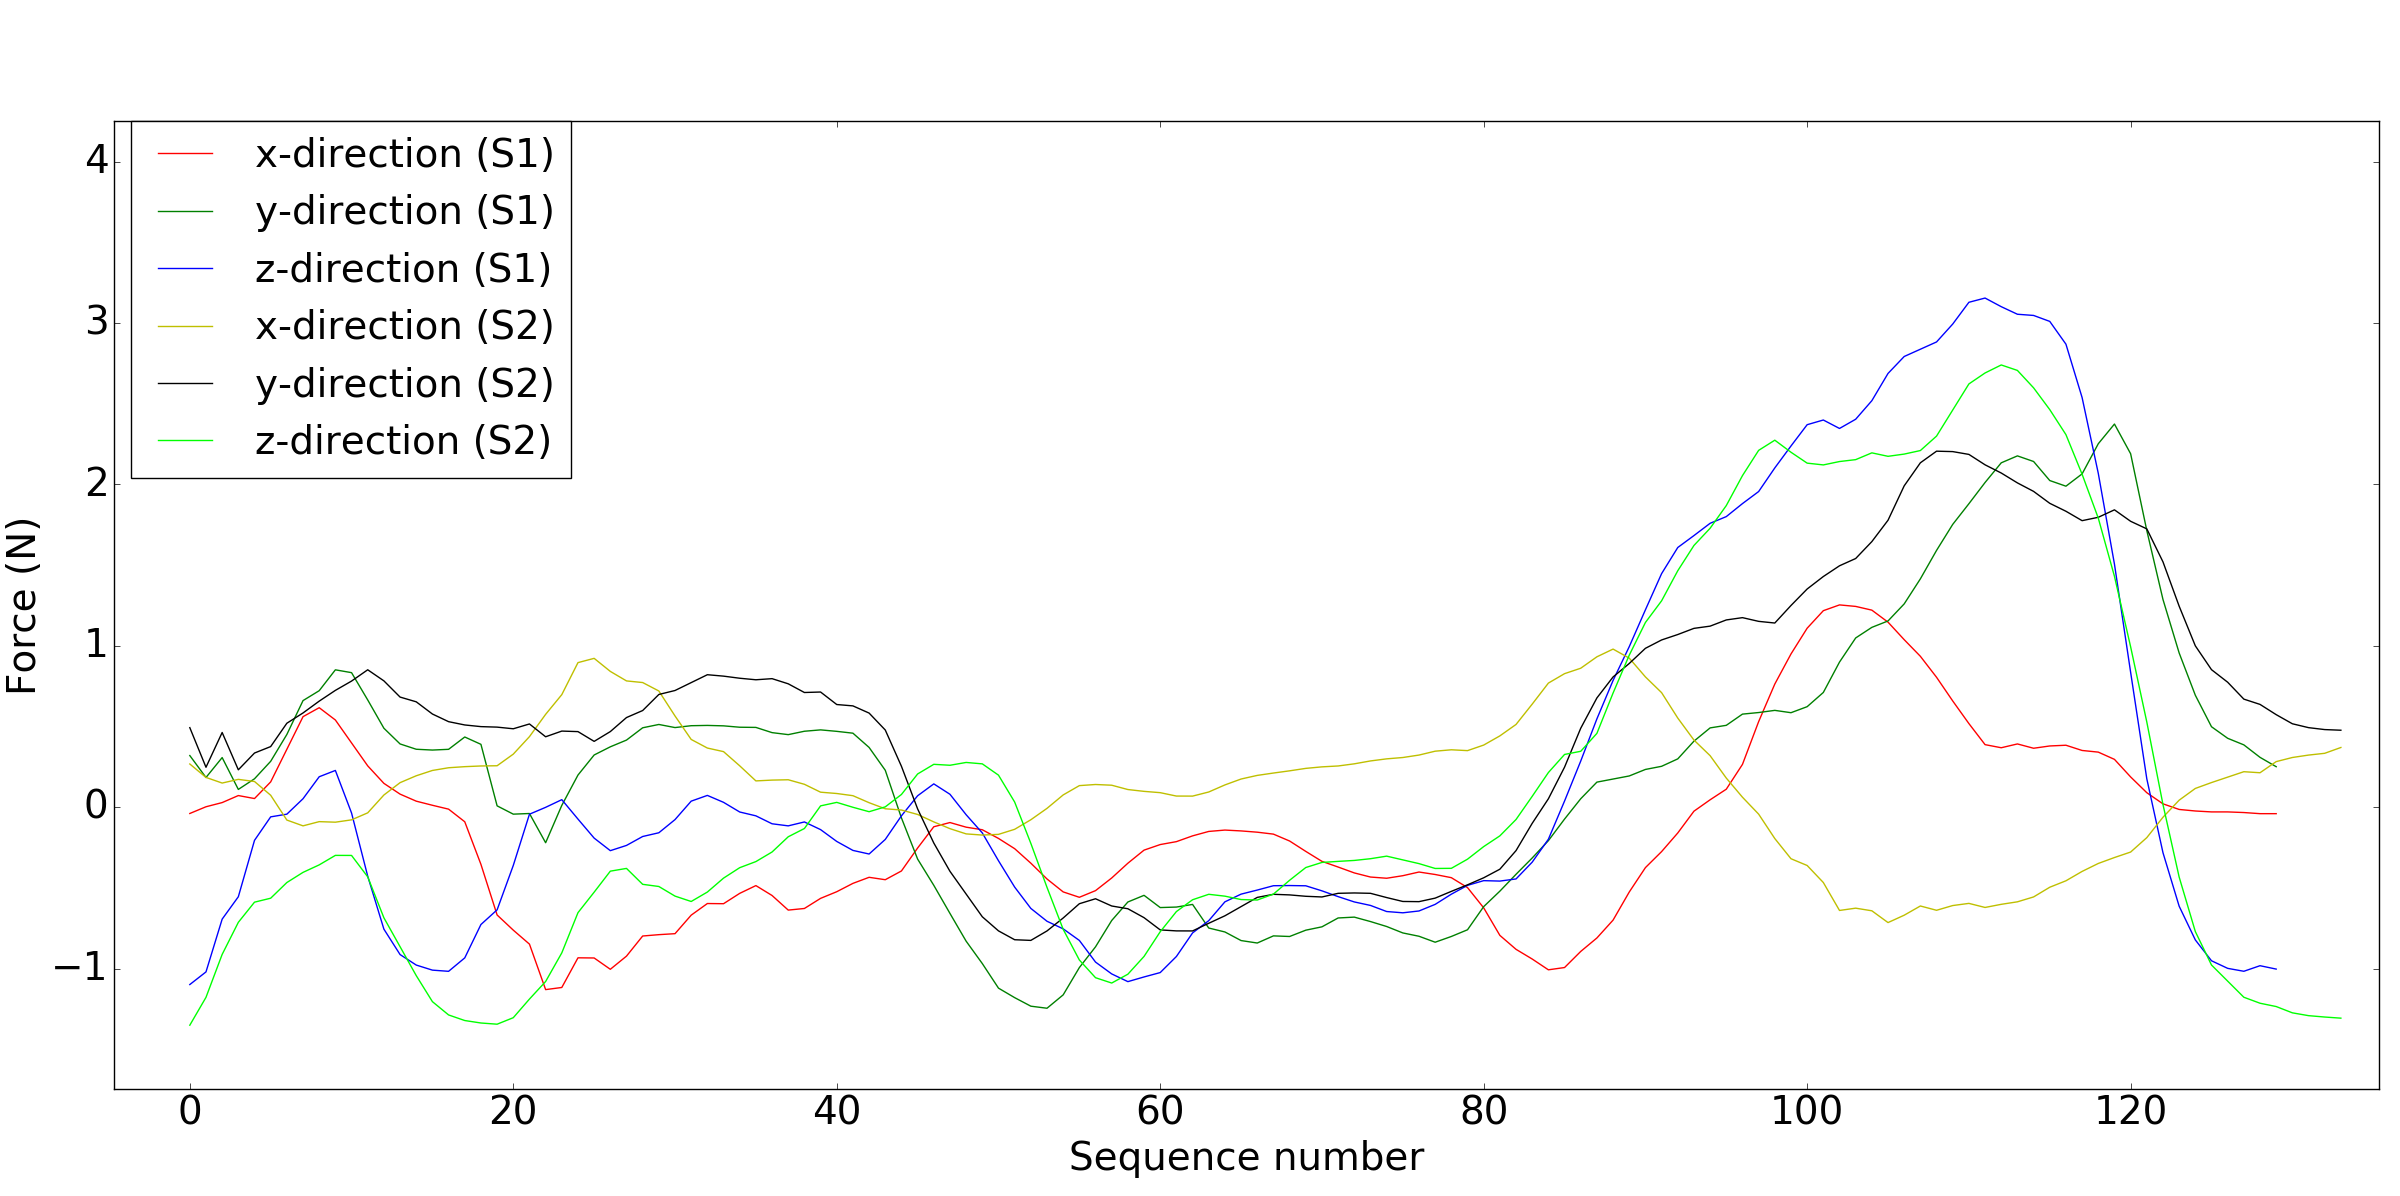 4
3
2
1
0
−1
Force (N)
x-direction (S1)
y-direction (S1)
z-direction (S1)
x-direction (S2)
y-direction (S2)
z-direction (S2)
0 20 40 60 80 100 120
Sequence number